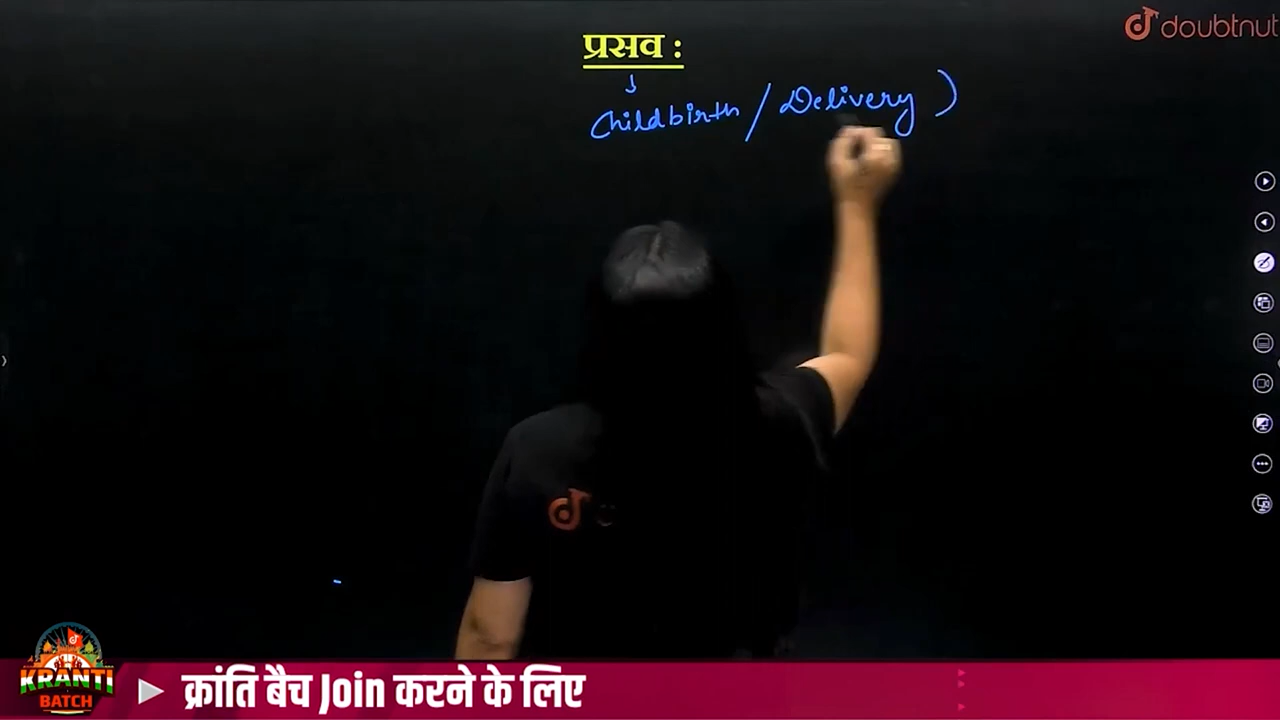 doubtnut
प्रसव :
Childbirth / Delivery )
KRANTI
BATCH
क्रांति बैच Join करने के लिए